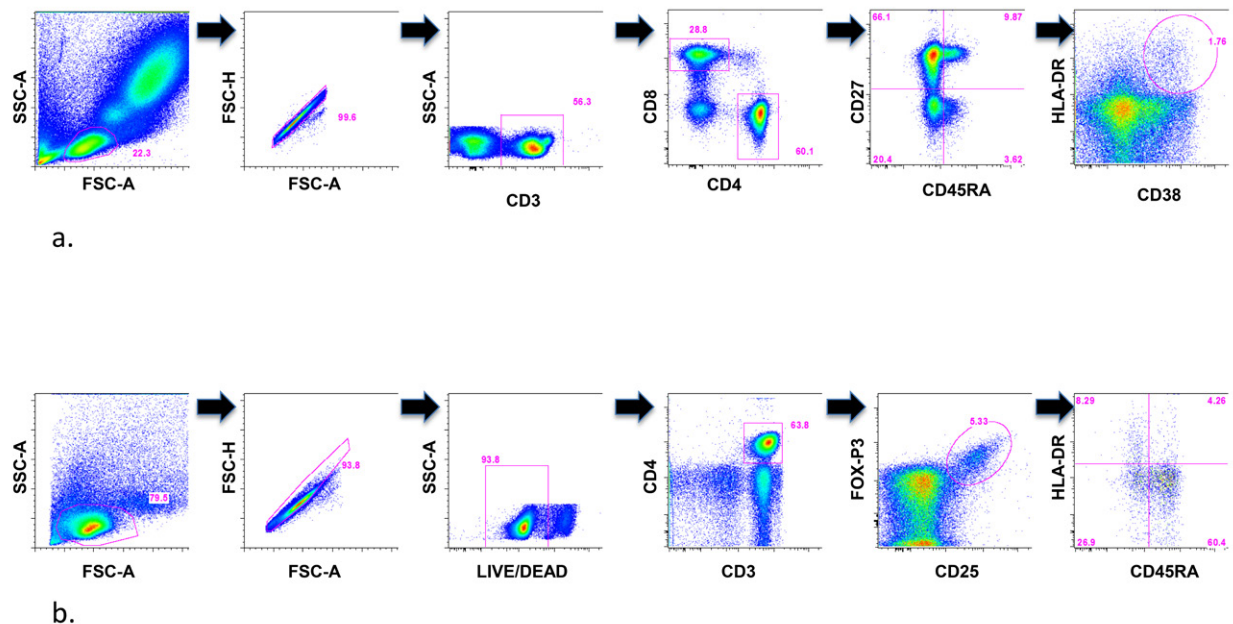 SSC-A
22.3
FSC-A
FSC-H
99.6
FSC-A
SSC-A
56.3
CD3
CD8
28.8
60.1
CD4
CD27
66.1 9.87
20.4 3.62
CD45RA
HLA-DR
1.76
CD38
a.
SSC-A
79.5
FSC-A
FSC-H
93.8
FSC-A
SSC-A
93.8
LIVE/DEAD
CD4
63.8
CD3
FOX-P3
5.33
CD25
HLA-DR
8.29 4.26
26.9 60.4
CD45RA
b.